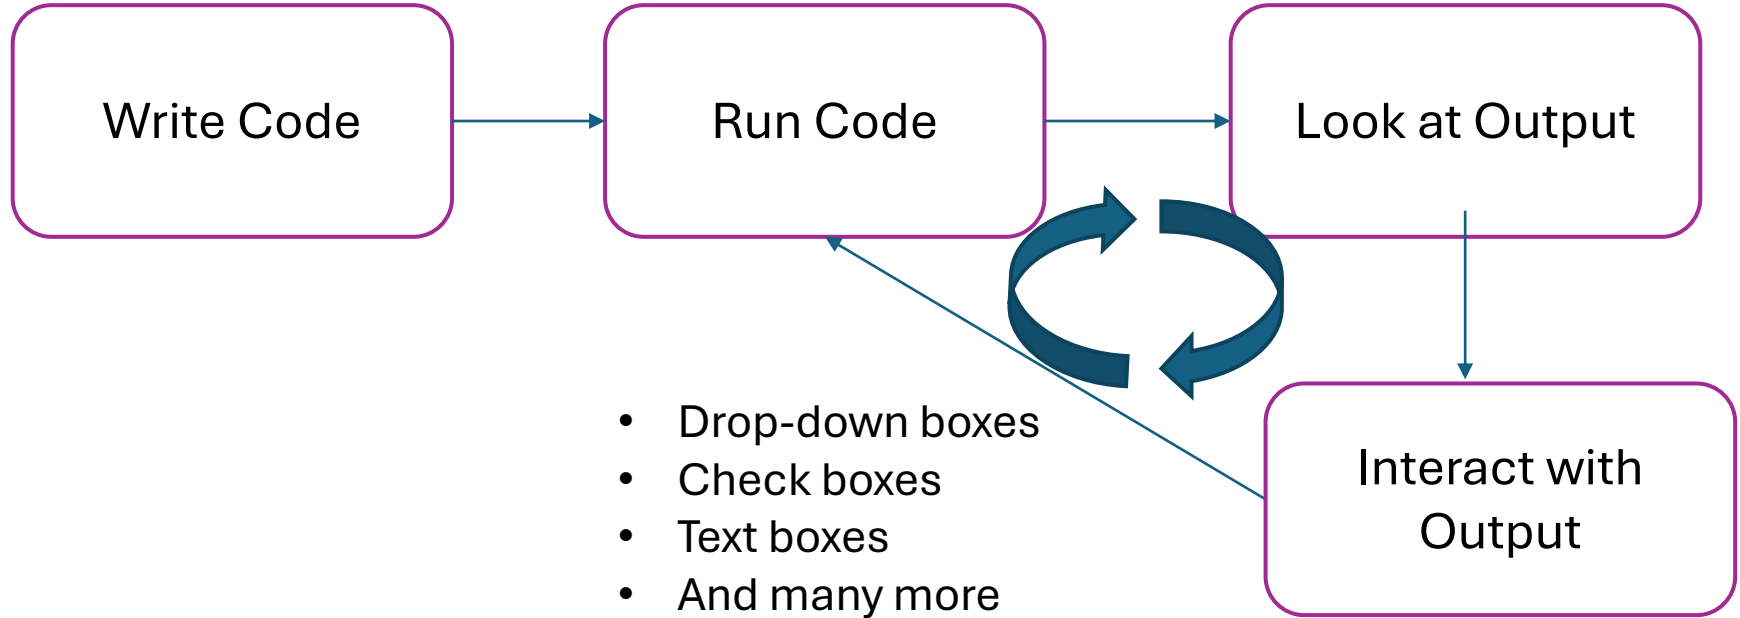 Write Code
Run Code
Look at Output
• Drop-down boxes
• Check boxes
• Text boxes
• And many more
Interact with
Output